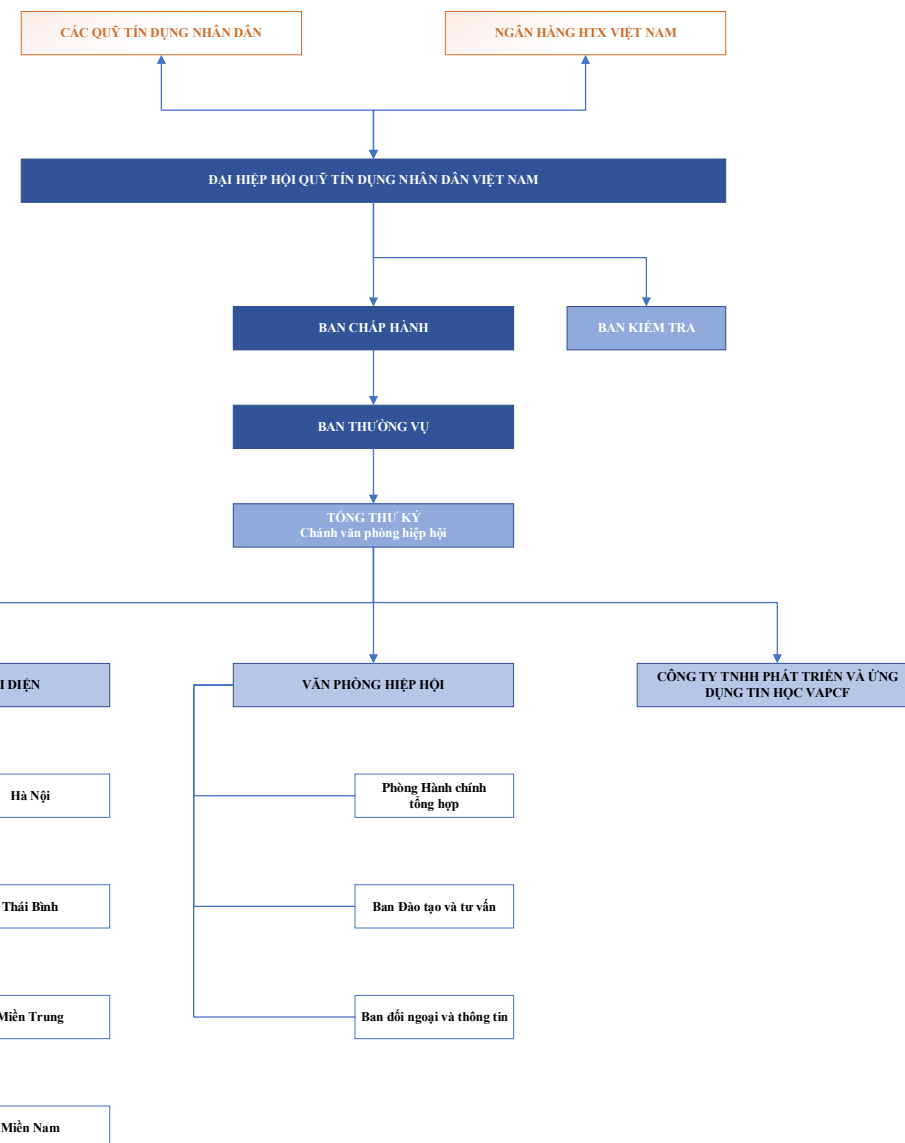 CÁC QUỸ TÍN DỤNG NHÂN DÂN
NGÂN HÀNG HTX VIỆT NAM
ĐẠI HIỆP HỘI QUỸ TÍN DỤNG NHÂN DÂN VIỆT NAM
BAN CHẤP HÀNH
BAN KIỂM TRA
BAN THƯỜNG VỤ
TỔNG THƯ KÝ
Chánh văn phòng hiệp hội
I DIỆN
VĂN PHÒNG HIỆP HỘI
CÔNG TY TNHH PHÁT TRIỂN VÀ ỨNG
DỤNG TIN HỌC VAPCF
Hà Nội
Phòng Hành chính
tổng hợp
Thái Bình
Ban Đào tạo và tư vấn
Miền Trung
Ban đối ngoại và thông tin
Miền Nam